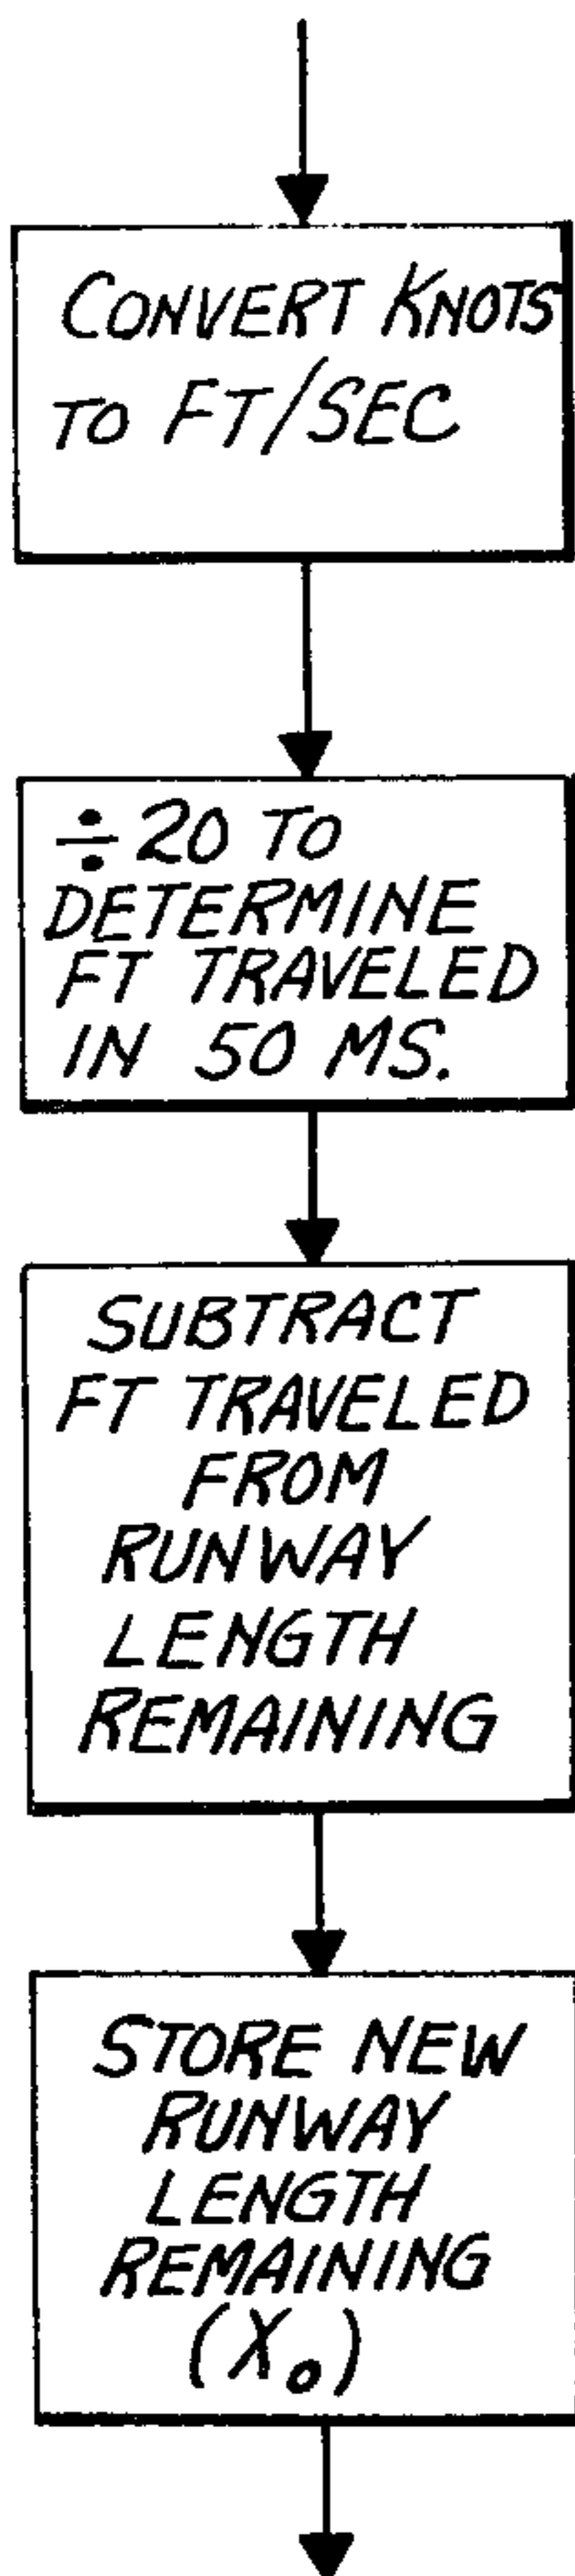 CONVERT KNOTS
TO FT/SEC
÷20 TO
DETERMINE
FT TRAVELED
IN 50 MS.
SUBTRACT
FT TRAVELED
FROM
RUNWAY
LENGTH
REMAINING
STORE NEW
RUNWAY
LENGTH
REMAINING
(X₀)